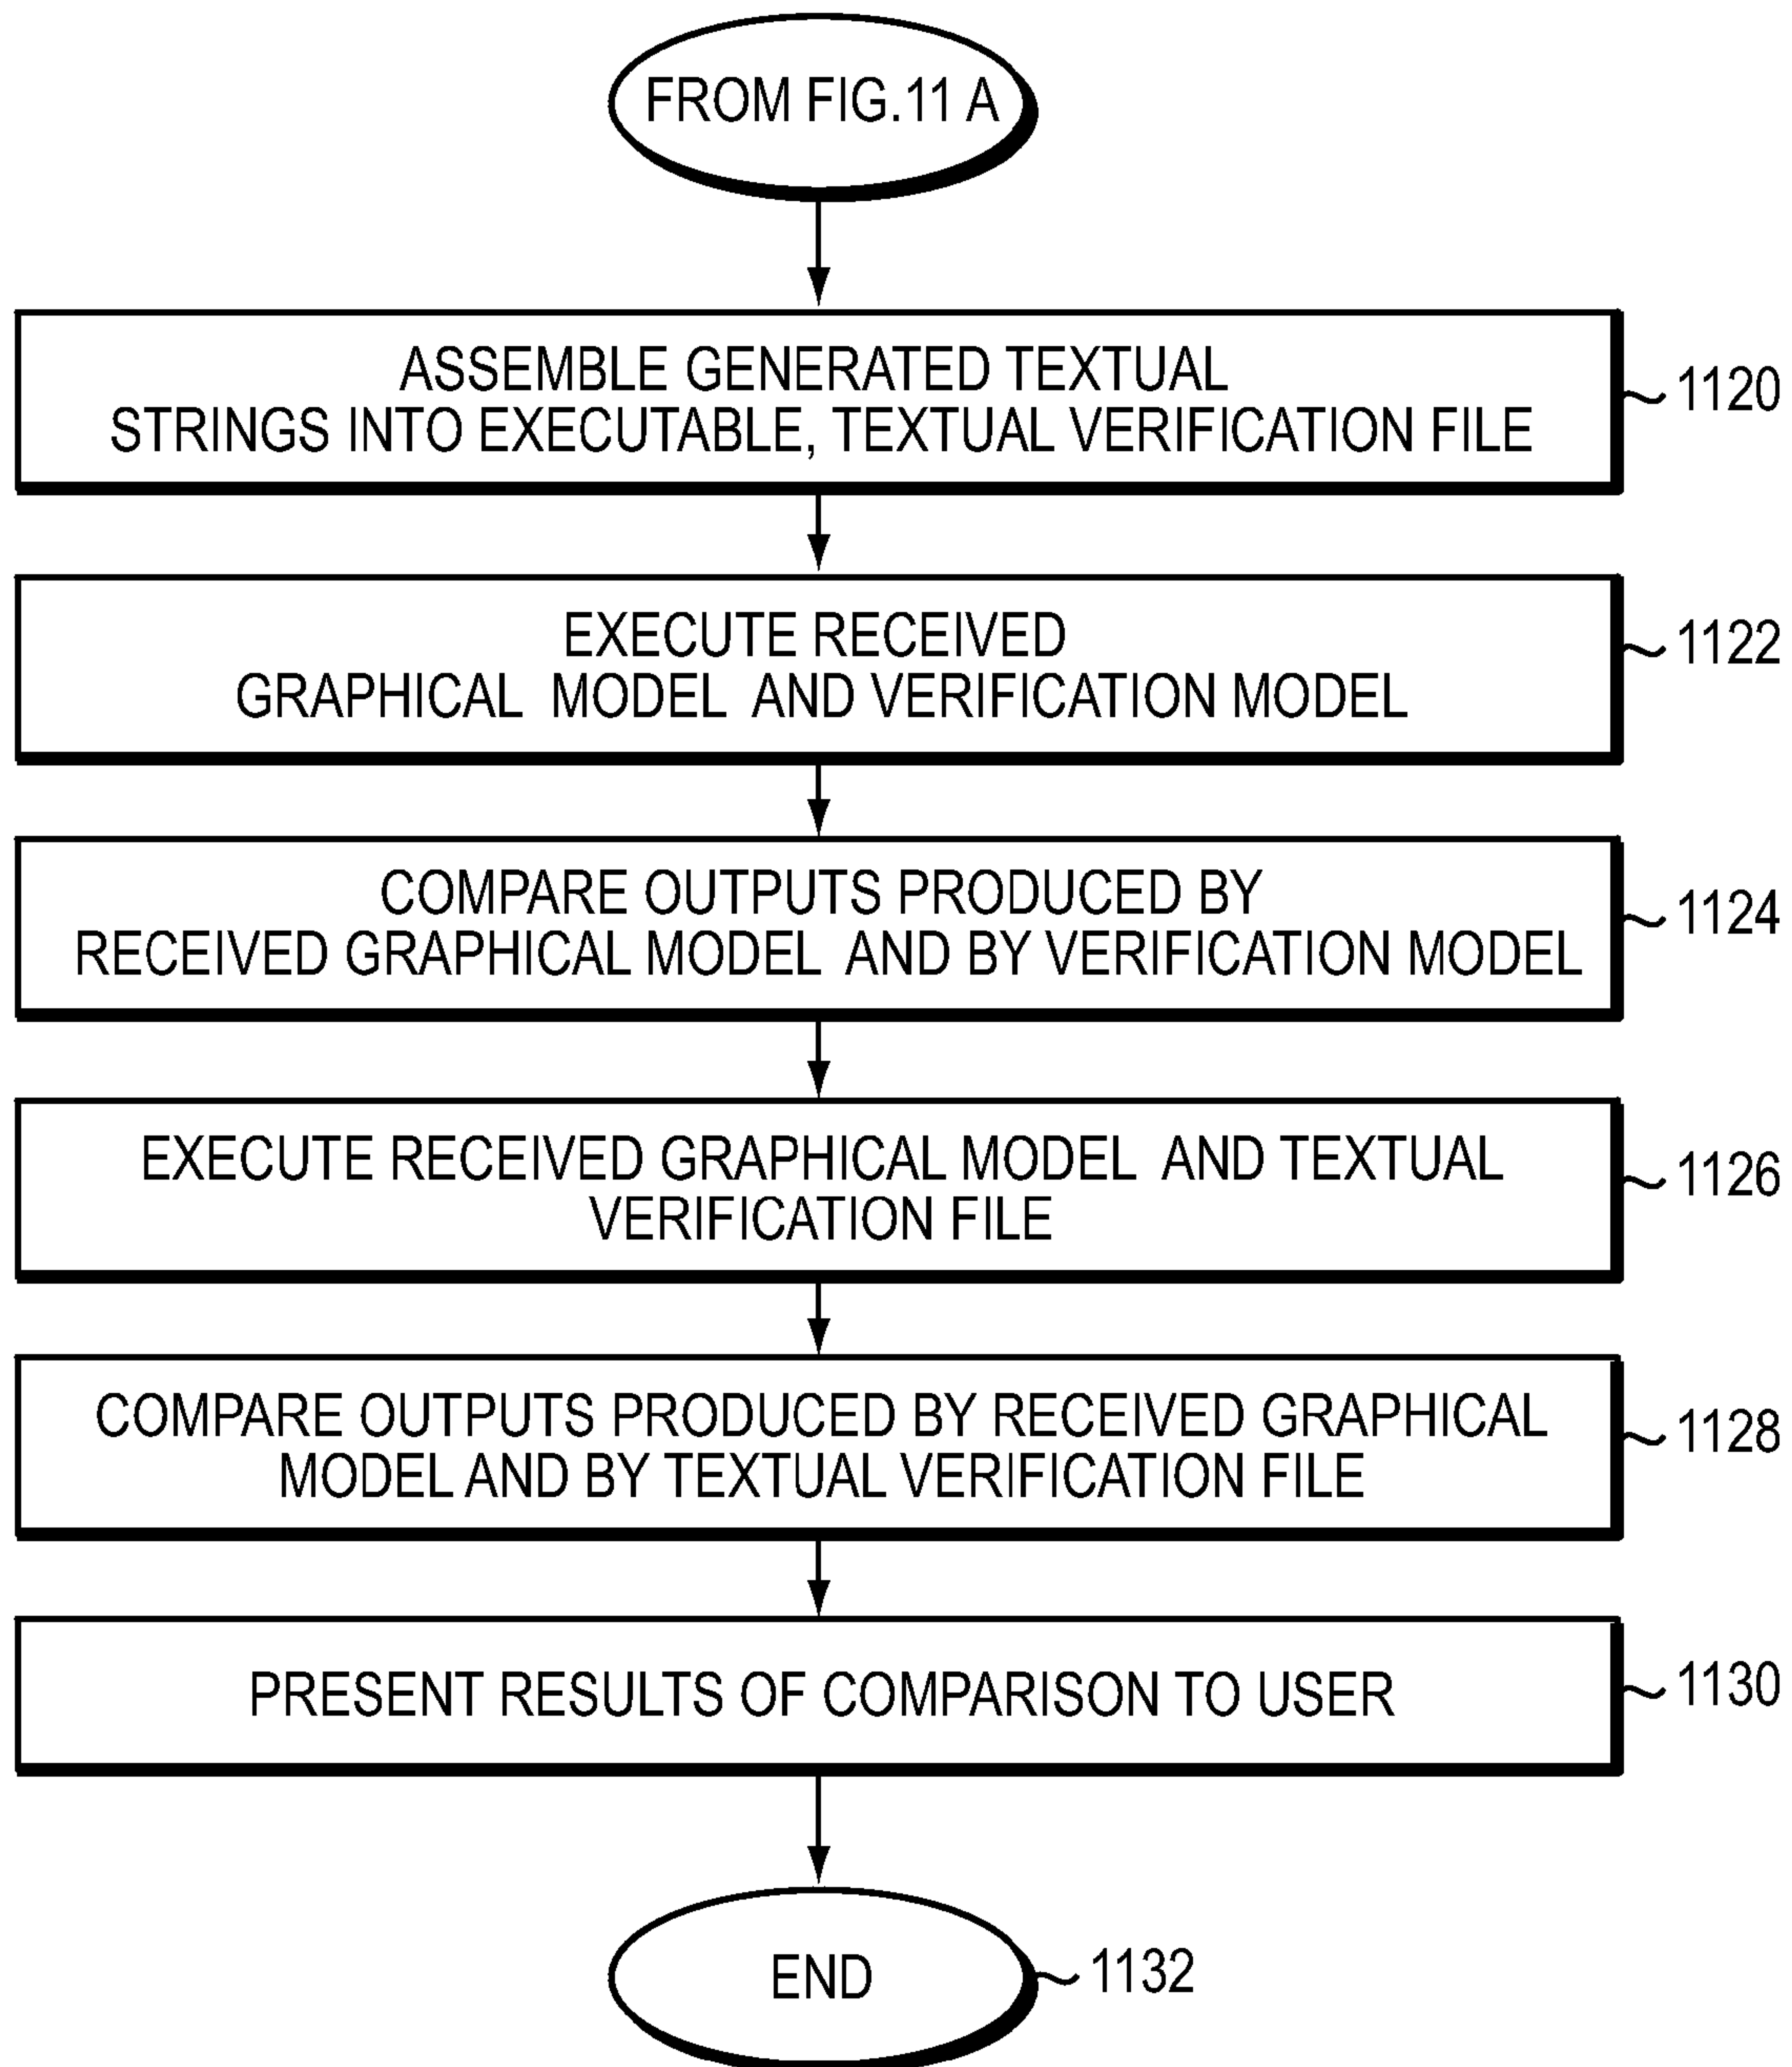 FROM FIG.11 A
ASSEMBLE GENERATED TEXTUAL
STRINGS INTO EXECUTABLE, TEXTUAL VERIFICATION FILE
1120
EXECUTE RECEIVED
GRAPHICAL MODEL AND VERIFICATION MODEL
1122
COMPARE OUTPUTS PRODUCED BY
RECEIVED GRAPHICAL MODEL AND BY VERIFICATION MODEL
1124
EXECUTE RECEIVED GRAPHICAL MODEL AND TEXTUAL
VERIFICATION FILE
1126
COMPARE OUTPUTS PRODUCED BY RECEIVED GRAPHICAL
MODEL AND BY TEXTUAL VERIFICATION FILE
1128
PRESENT RESULTS OF COMPARISON TO USER
1130
END
1132